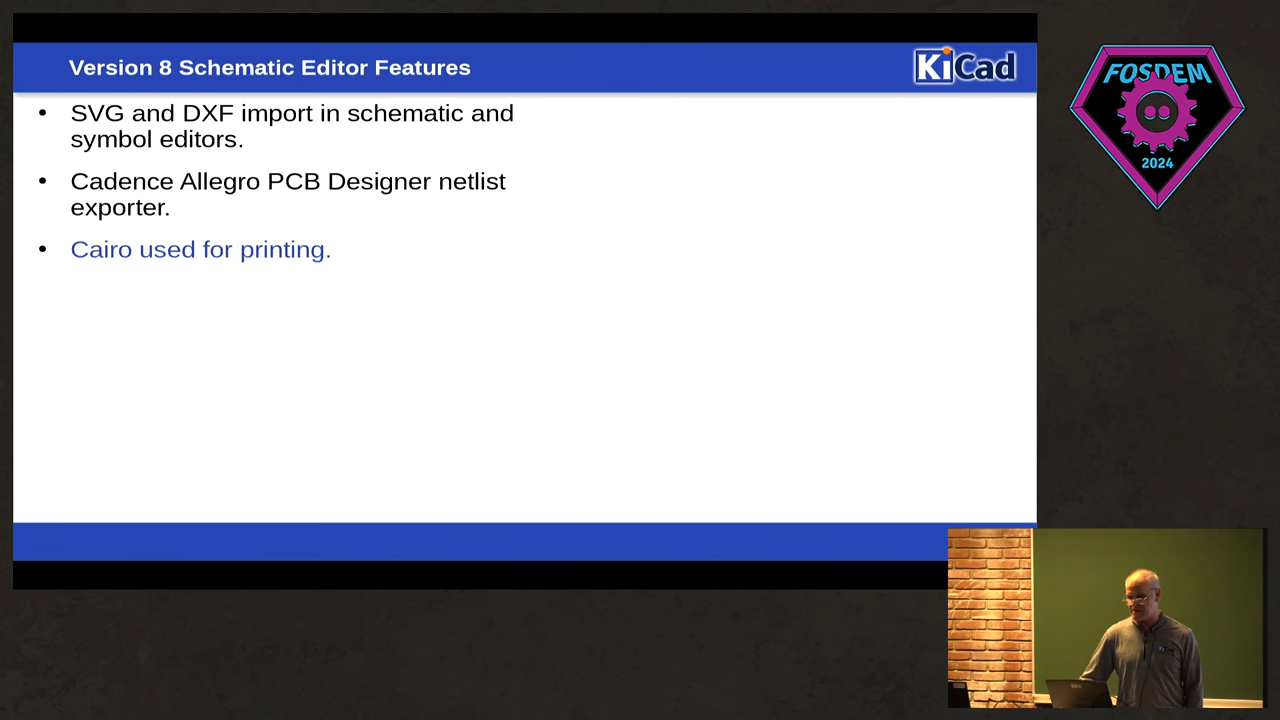 Version 8 Schematic Editor Features
KiCad
• SVG and DXF import in schematic and
symbol editors.
• Cadence Allegro PCB Designer netlist
exporter.
• Cairo used for printing.
FOSDEM
2024